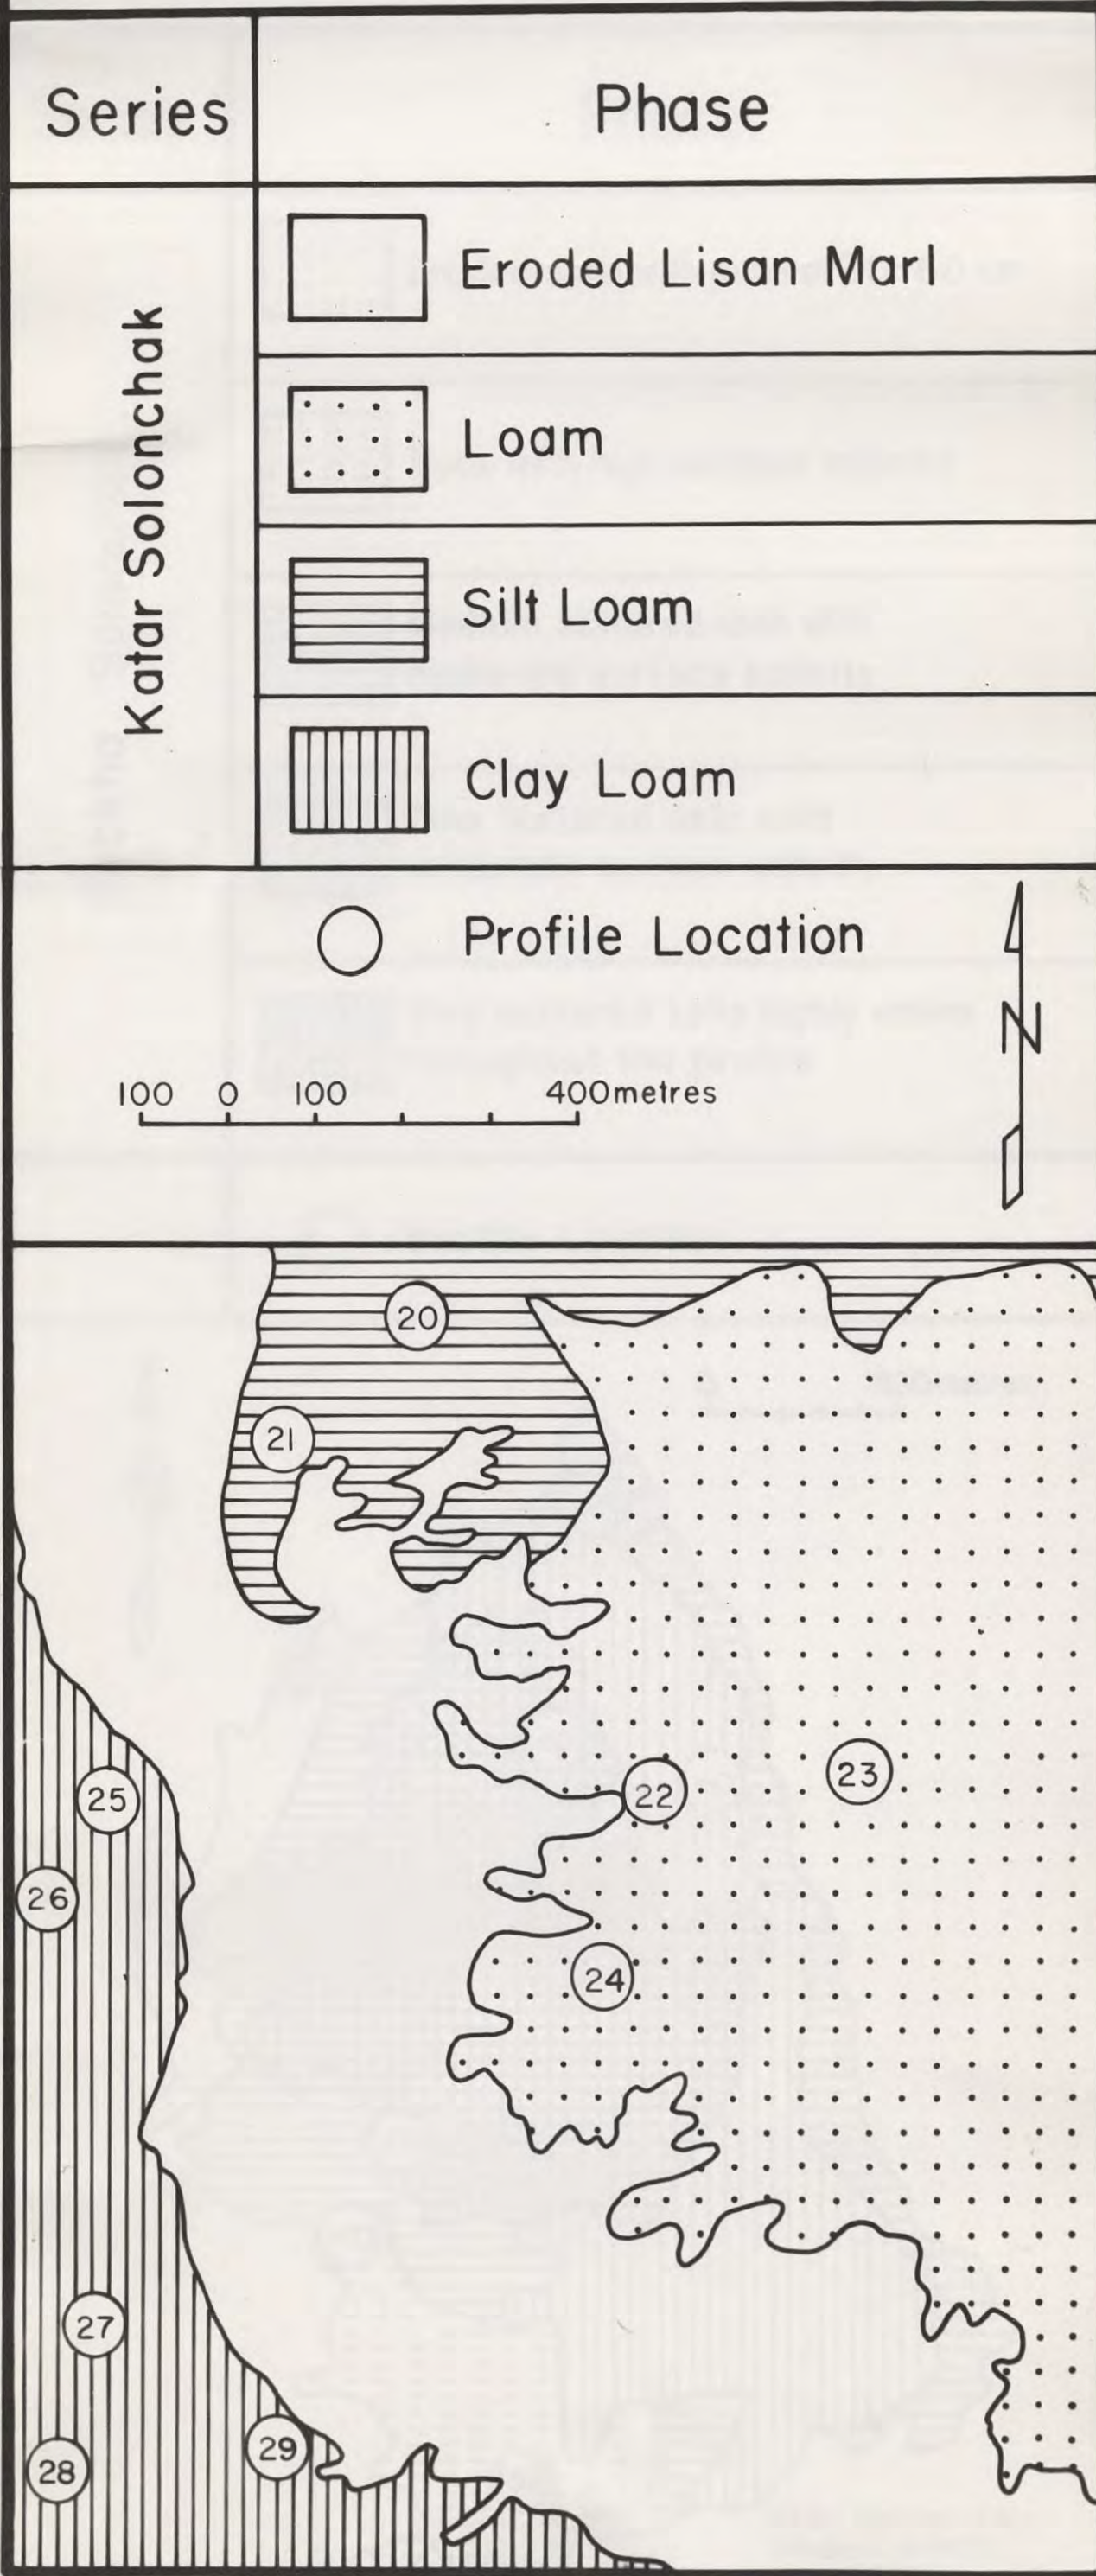 Series
Phase
Katar Solonchak
Eroded Lisan Marl
Loam
Silt Loam
Clay Loam
Profile Location
N
100 0 100 400metres
20
21
22
23
24
25
26
27
28
29